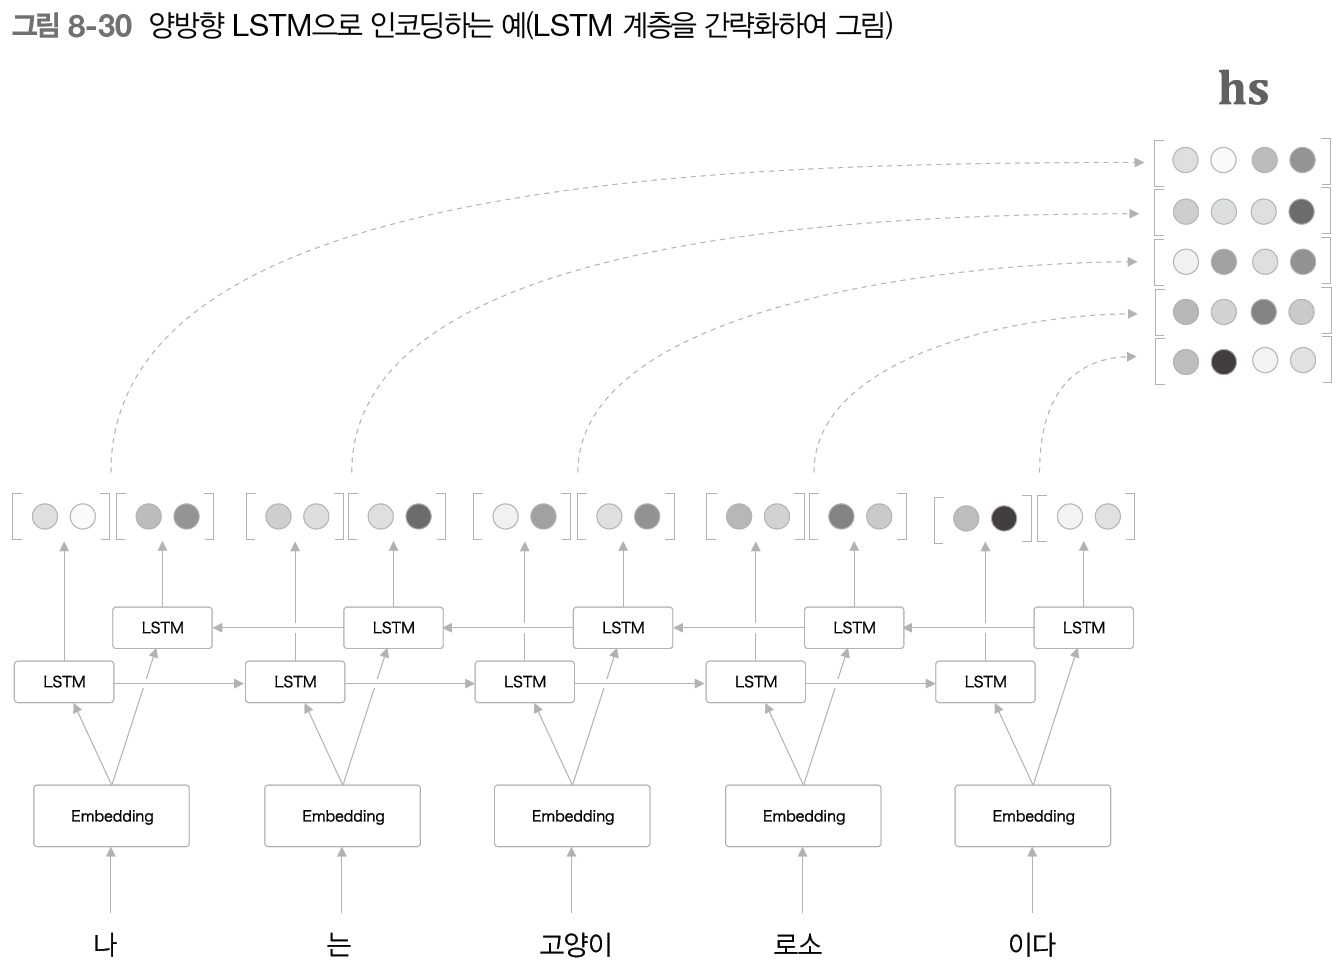 그림 8-30 양방향 LSTM으로 인코딩하는 예(LSTM 계층을 간략화하여 그림)
hs
LSTM LSTM LSTM LSTM LSTM
LSTM LSTM LSTM LSTM LSTM
Embedding Embedding Embedding Embedding Embedding
나 는 고양이 로소 이다